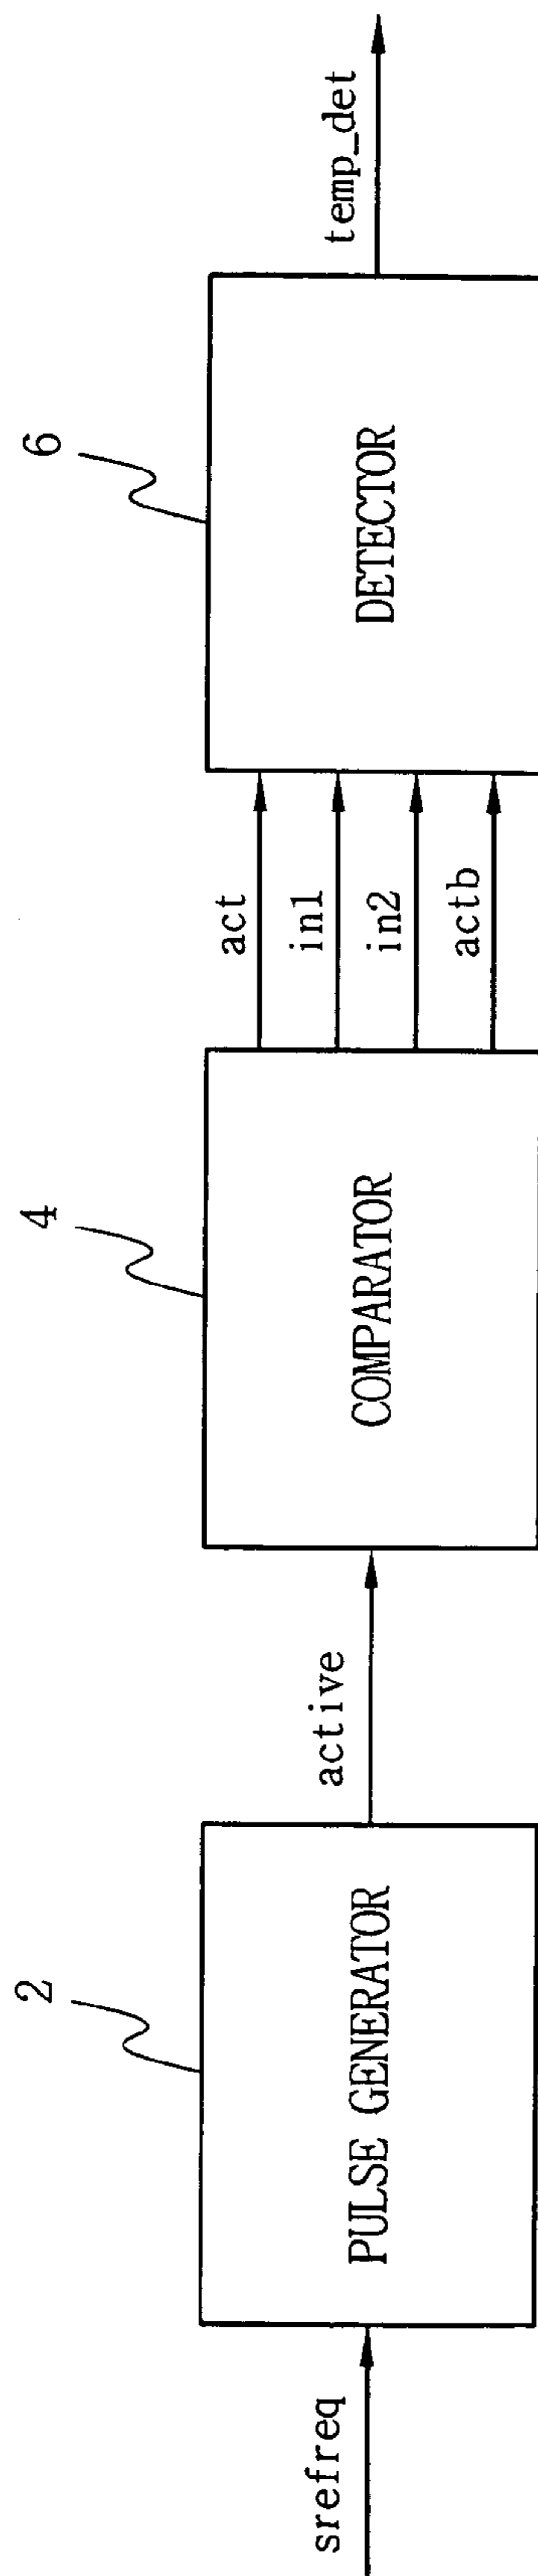 2
4
6
srefreq
PULSE GENERATOR
active
COMPARATOR
act
in1
in2
actb
DETECTOR
temp_det